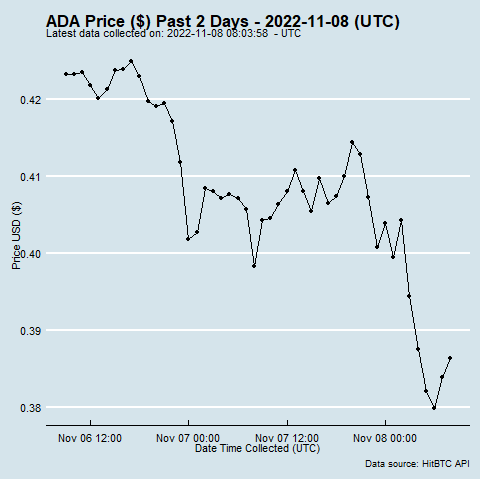 ADA Price ($) Past 2 Days - 2022-11-08 (UTC)
Latest data collected on: 2022-11-08 08:03:58  - UTC
0.42
0.41
0.40
0.39
0.38
Price USD ($)
Nov 06 12:00 Nov 07 00:00 Nov 07 12:00 Nov 08 00:00
Date Time Collected (UTC)
Data source: HitBTC API